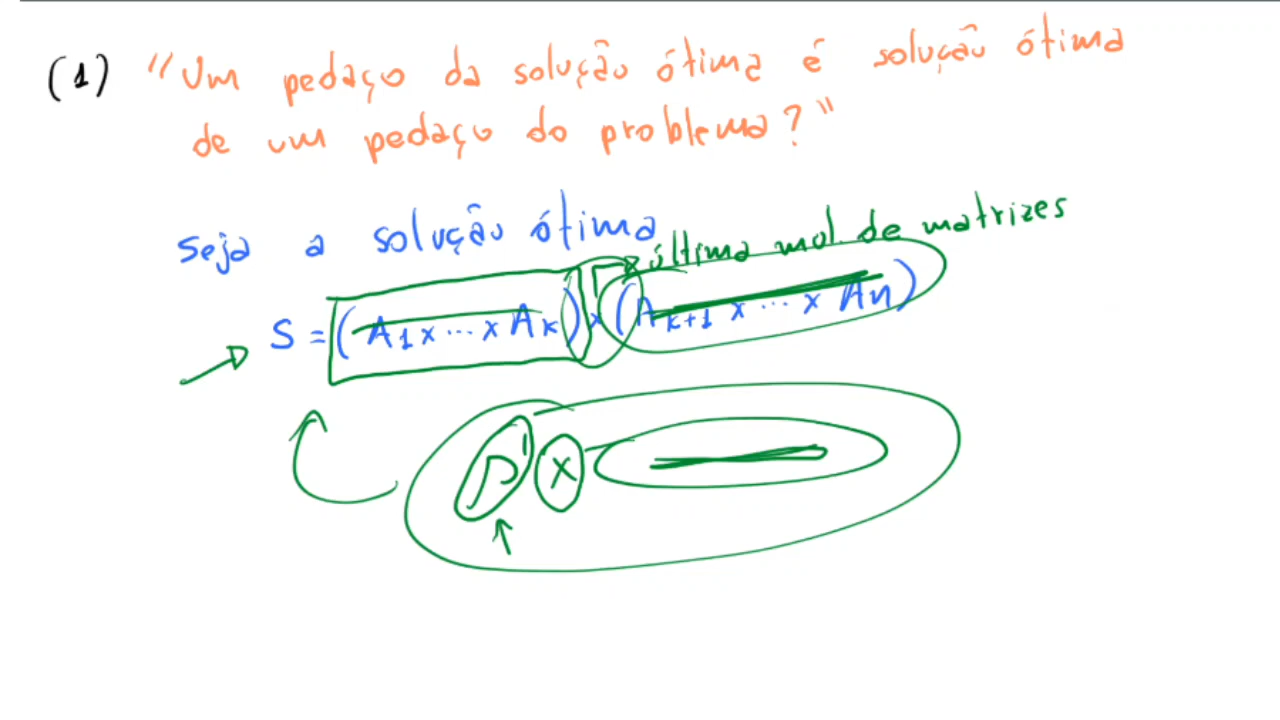 (1) "Um pedaço da solução ótima é solução ótima
de um pedaço do problema?"
Seja a solução ótima
última mul. de matrizes
S = (A1 x ... x Ak) x (Ak+1 x ... x An)
P' x